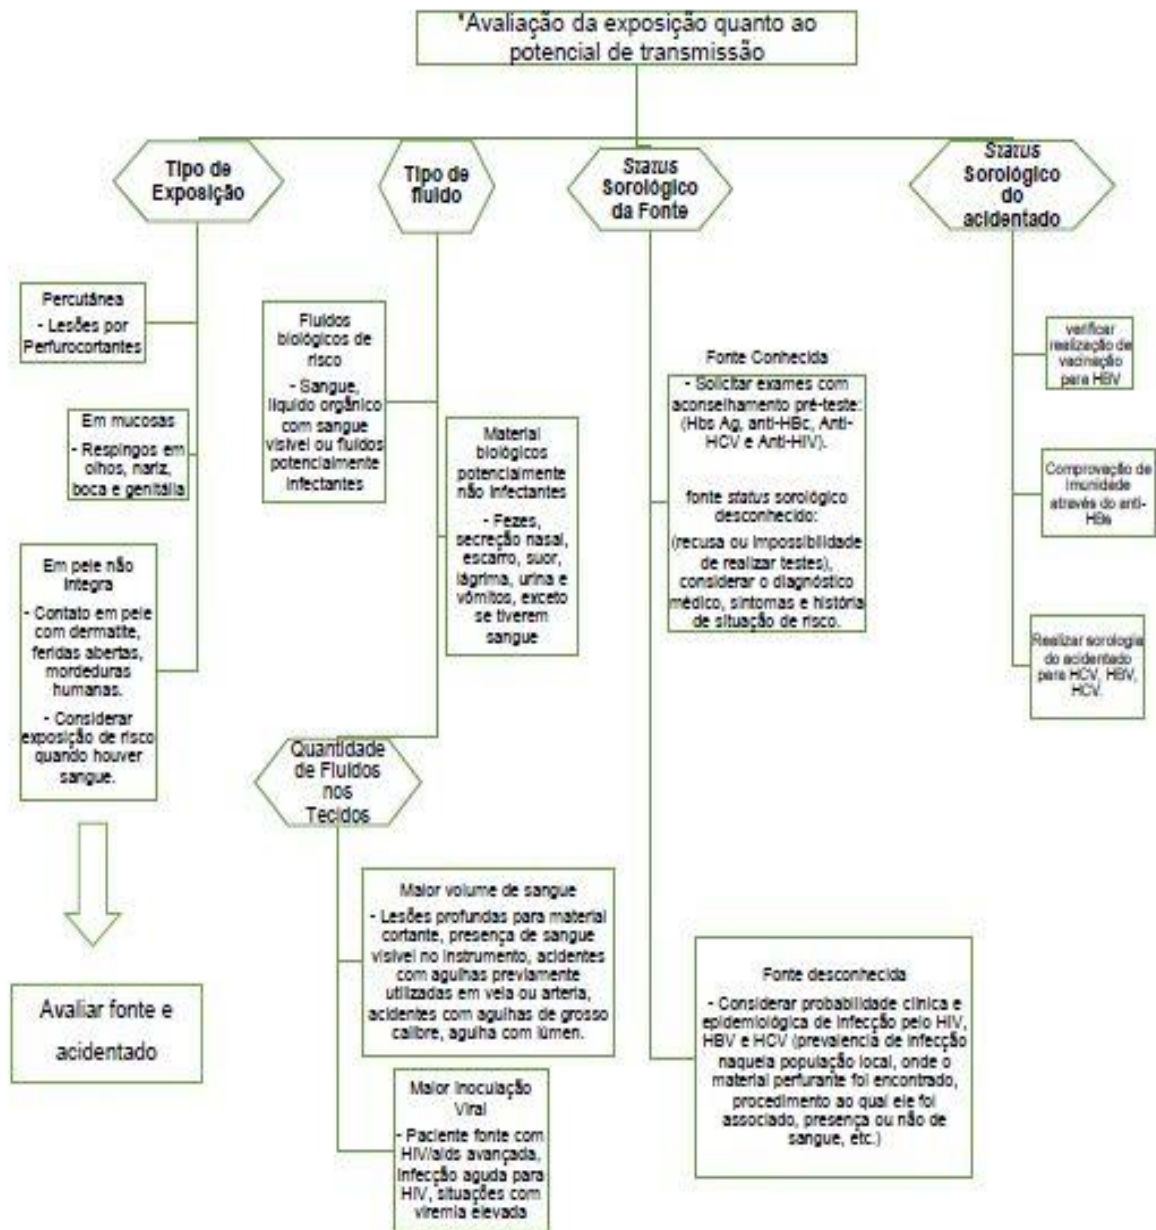 *Avaliação da exposição quanto ao
potencial de transmissão
Tipo de
Exposição
Percutânea
- Lesões por
Perfurocortantes
Em mucosas
- Respingos em
olhos, nariz,
boca e genitália
Em pele não
íntegra
- Contato em pele
com dermatite,
feridas abertas,
mordeduras
humanas.
- Considerar
exposição de risco
quando houver
sangue.
Avaliar fonte e
acidentado
Tipo de
fluido
Fluidos
biológicos de
risco
- Sangue,
líquido orgânico
com sangue
visível ou fluidos
potencialmente
infectantes
Material
biológicos
potencialmente
não infectantes
- Fezes,
secreção nasal,
escarro, suor,
lágrima, urina e
vômitos, exceto
se tiverem
sangue
Quantidade
de Fluidos
nos
Tecidos
Maior volume de sangue
- Lesões profundas para material
cortante, presença de sangue
visível no instrumento, acidentes
com agulhas previamente
utilizadas em veia ou arteria,
acidentes com agulhas de grosso
calibre, agulha com lúmen.
Maior inoculação
Viral
- Paciente fonte com
HIV/aids avançada,
infecção aguda para
HIV, situações com
viremia elevada
Status
Sorológico
da Fonte
Fonte Conhecida
- Solicitar exames com
aconselhamento pré-teste:
(Hbs Ag, anti-HBc, Anti-
HCV e Anti-HIV).
fonte status sorológico
desconhecido:
(recusa ou impossibilidade
de realizar testes),
considerar o diagnóstico
médico, sintomas e história
de situação de risco.
Fonte desconhecida
- Considerar probabilidade clínica e
epidemiológica de infecção pelo HIV,
HBV e HCV (prevalencia de infecção
naquela população local, onde o
material perfurante foi encontrado,
procedimento ao qual ele foi
associado, presença ou não de
sangue, etc.)
Status
Sorológico
do
acidentado
verificar
realização de
vacinação
para HBV
Comprovação de
imunidade
através do anti-
HBs
Realizar sorologia
do acidentado
para HCV, HBV,
HCV.